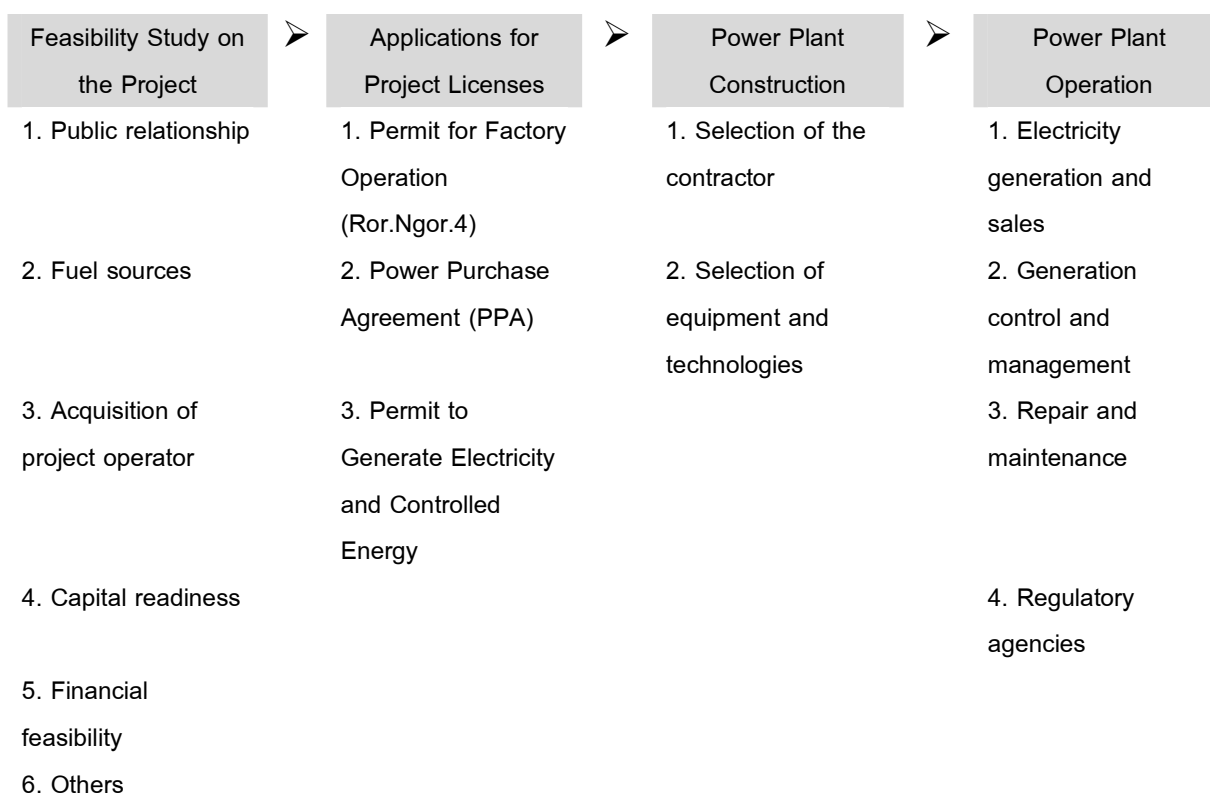 Feasibility Study on
the Project
➢
Applications for
Project Licenses
➢
Power Plant
Construction
➢
Power Plant
Operation
1. Public relationship
1. Permit for Factory
Operation
(Ror.Ngor.4)
1. Selection of the
contractor
1. Electricity
generation and
sales
2. Fuel sources
2. Power Purchase
Agreement (PPA)
2. Selection of
equipment and
technologies
2. Generation
control and
management
3. Acquisition of
project operator
3. Permit to
Generate Electricity
and Controlled
Energy
3. Repair and
maintenance
4. Capital readiness
4. Regulatory
agencies
5. Financial
feasibility
6. Others